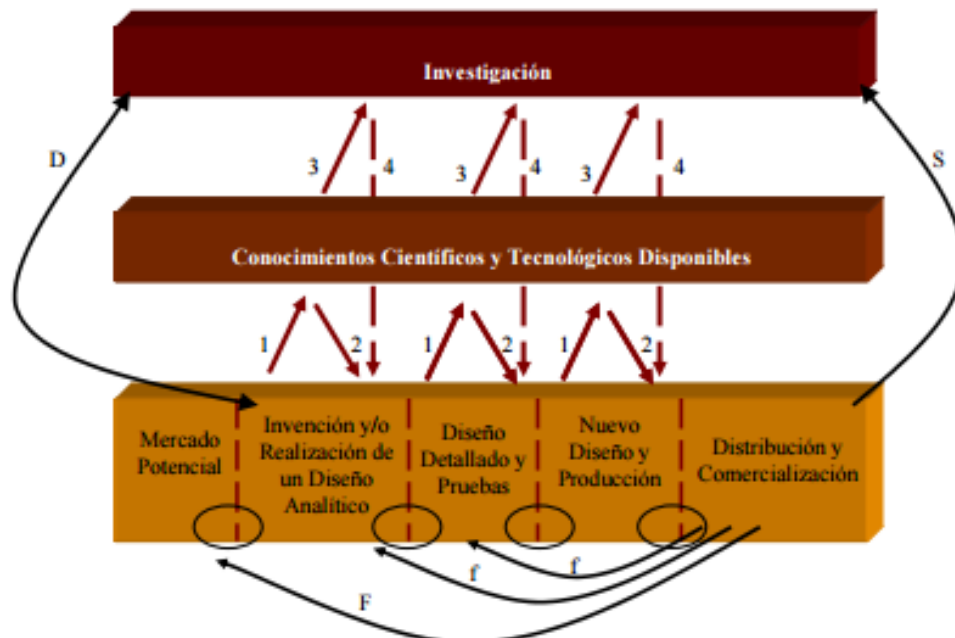 Investigación
D
S
3
4
3
4
3
4
Conocimientos Científicos y Tecnológicos Disponibles
1
2
1
2
1
2
Mercado
Potencial
Invención y/o
Realización de
un Diseño
Analítico
Diseño
Detallado y
Pruebas
Nuevo
Diseño y
Producción
Distribución y
Comercialización
f
f
F